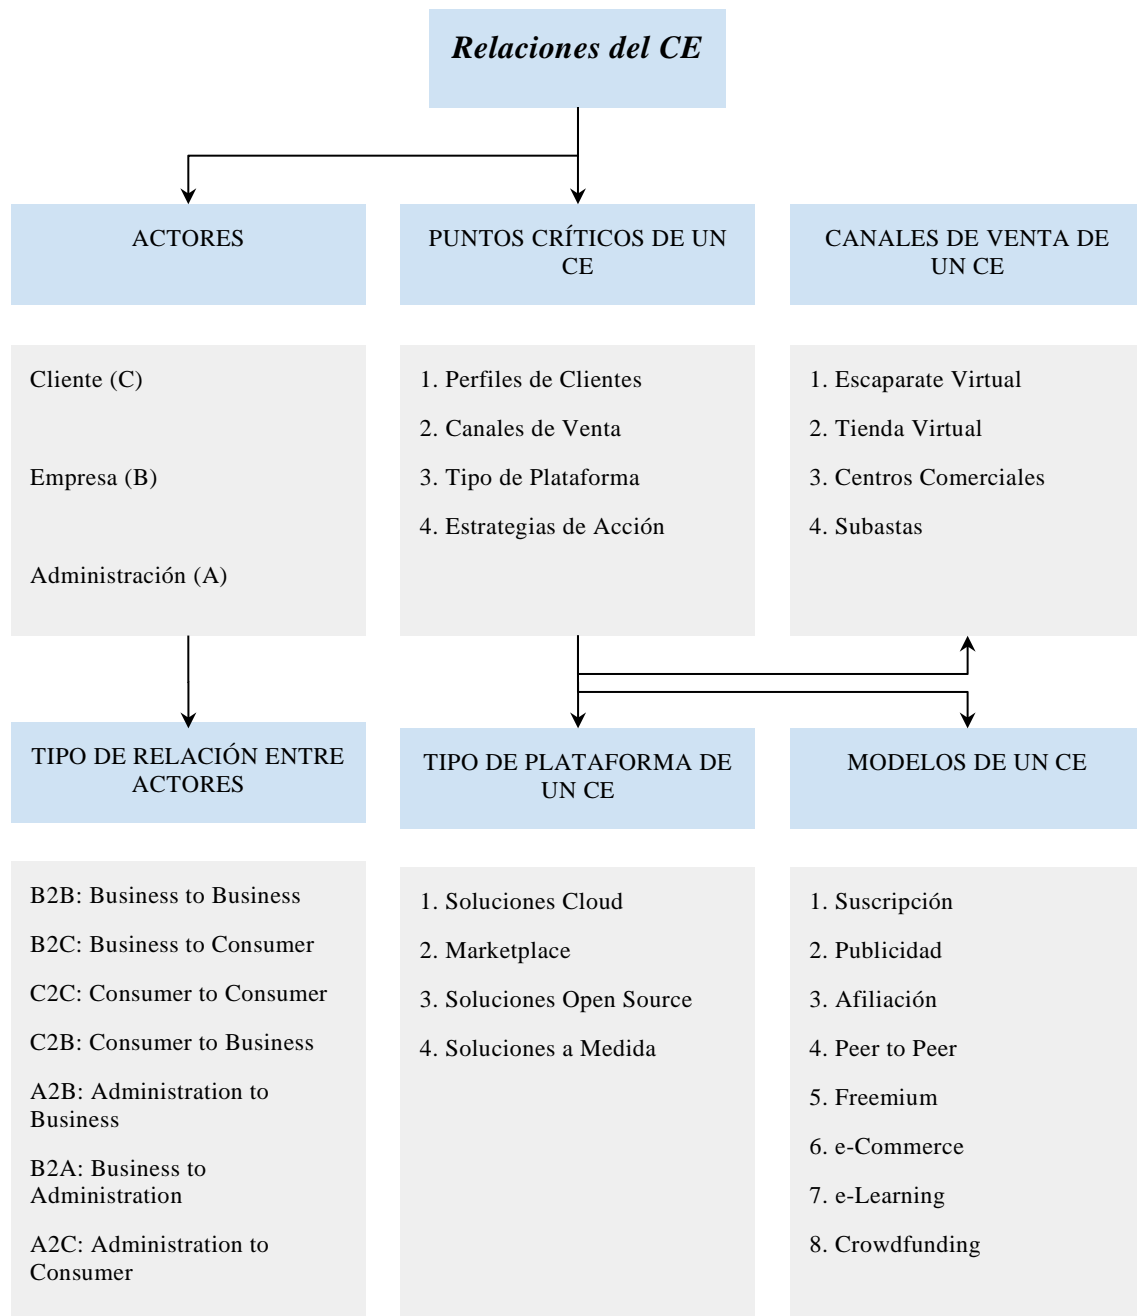 Relaciones del CE
ACTORES
Cliente (C)
Empresa (B)
Administración (A)
PUNTOS CRÍTICOS DE UN
CE
1. Perfiles de Clientes
2. Canales de Venta
3. Tipo de Plataforma
4. Estrategias de Acción
CANALES DE VENTA DE
UN CE
1. Escaparate Virtual
2. Tienda Virtual
3. Centros Comerciales
4. Subastas
TIPO DE RELACIÓN ENTRE
ACTORES
B2B: Business to Business
B2C: Business to Consumer
C2C: Consumer to Consumer
C2B: Consumer to Business
A2B: Administration to
Business
B2A: Business to
Administration
A2C: Administration to
Consumer
TIPO DE PLATAFORMA DE
UN CE
1. Soluciones Cloud
2. Marketplace
3. Soluciones Open Source
4. Soluciones a Medida
MODELOS DE UN CE
1. Suscripción
2. Publicidad
3. Afiliación
4. Peer to Peer
5. Freemium
6. e-Commerce
7. e-Learning
8. Crowdfunding